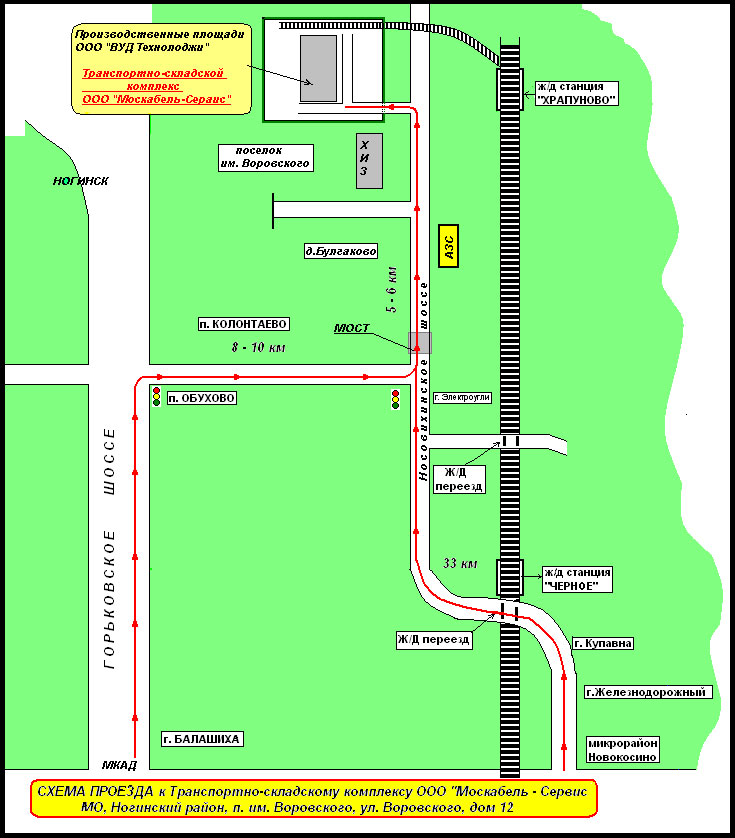 Производственные площади
ООО "ВУД Технолоджи"
Транспортно-складской
комплекс
ООО "Москабель-Сервис"
ж/д станция
"ХРАПУНОВО"
Х
И
З
поселок
им. Воровского
НОГИНСК
АЗС
д.Булгаково
5 - 6 км
п. КОЛОНТАЕВО
МОСТ
8 - 10 км
Носовихинское шоссе
п. ОБУХОВО
г. Электроугли
ГОРЬКОВСКОЕ ШОССЕ
Ж/Д
переезд
33 км
ж/д станция
"ЧЕРНОЕ"
Ж/Д переезд
г. Купавна
г.Железнодорожный
г. БАЛАШИХА
микрорайон
Новокосино
МКАД
СХЕМА ПРОЕЗДА к Транспортно-складскому комплексу ООО "Москабель - Сервис
МО, Ногинский район, п. им. Воровского, ул. Воровского, дом 12